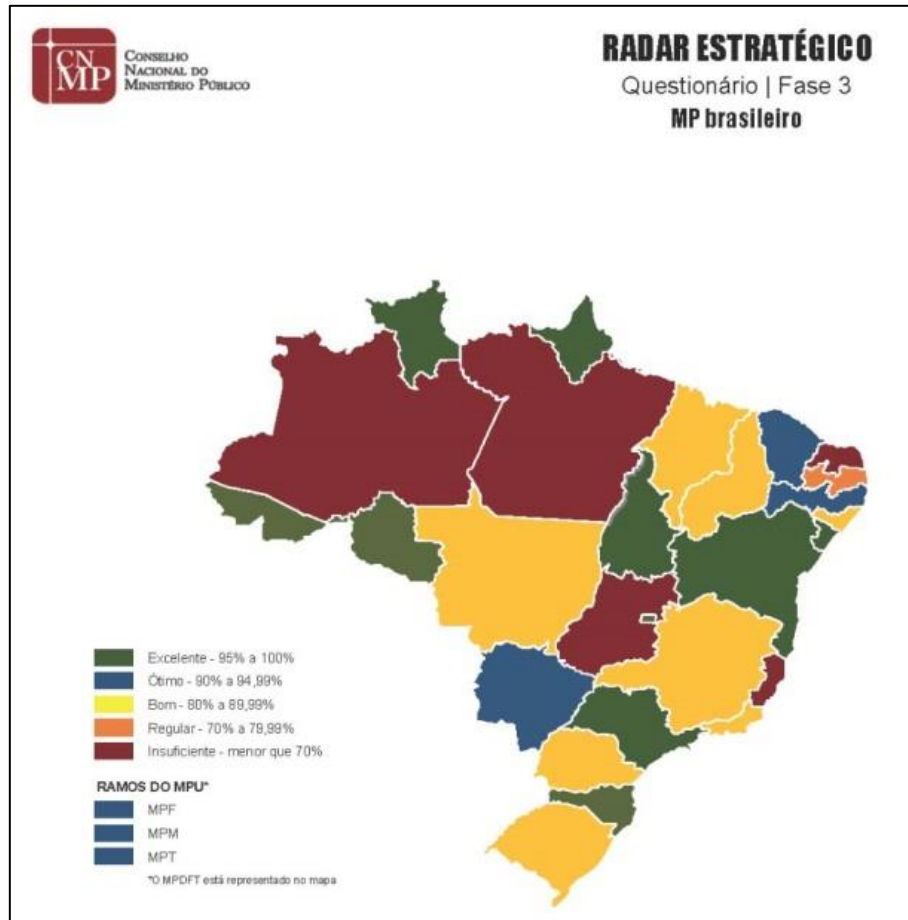 CN
MP
CONSELHO
NACIONAL DO
MINISTÉRIO PÚBLICO
RADAR ESTRATÉGICO
Questionário | Fase 3
MP brasileiro
Excelente - 95% a 100%
Ótimo - 90% a 94,99%
Bom - 80% a 89,99%
Regular - 70% a 79,99%
Insuficiente - menor que 70%
RAMOS DO MPU*
MPF
MPM
MPT
*O MPDFT está representado no mapa